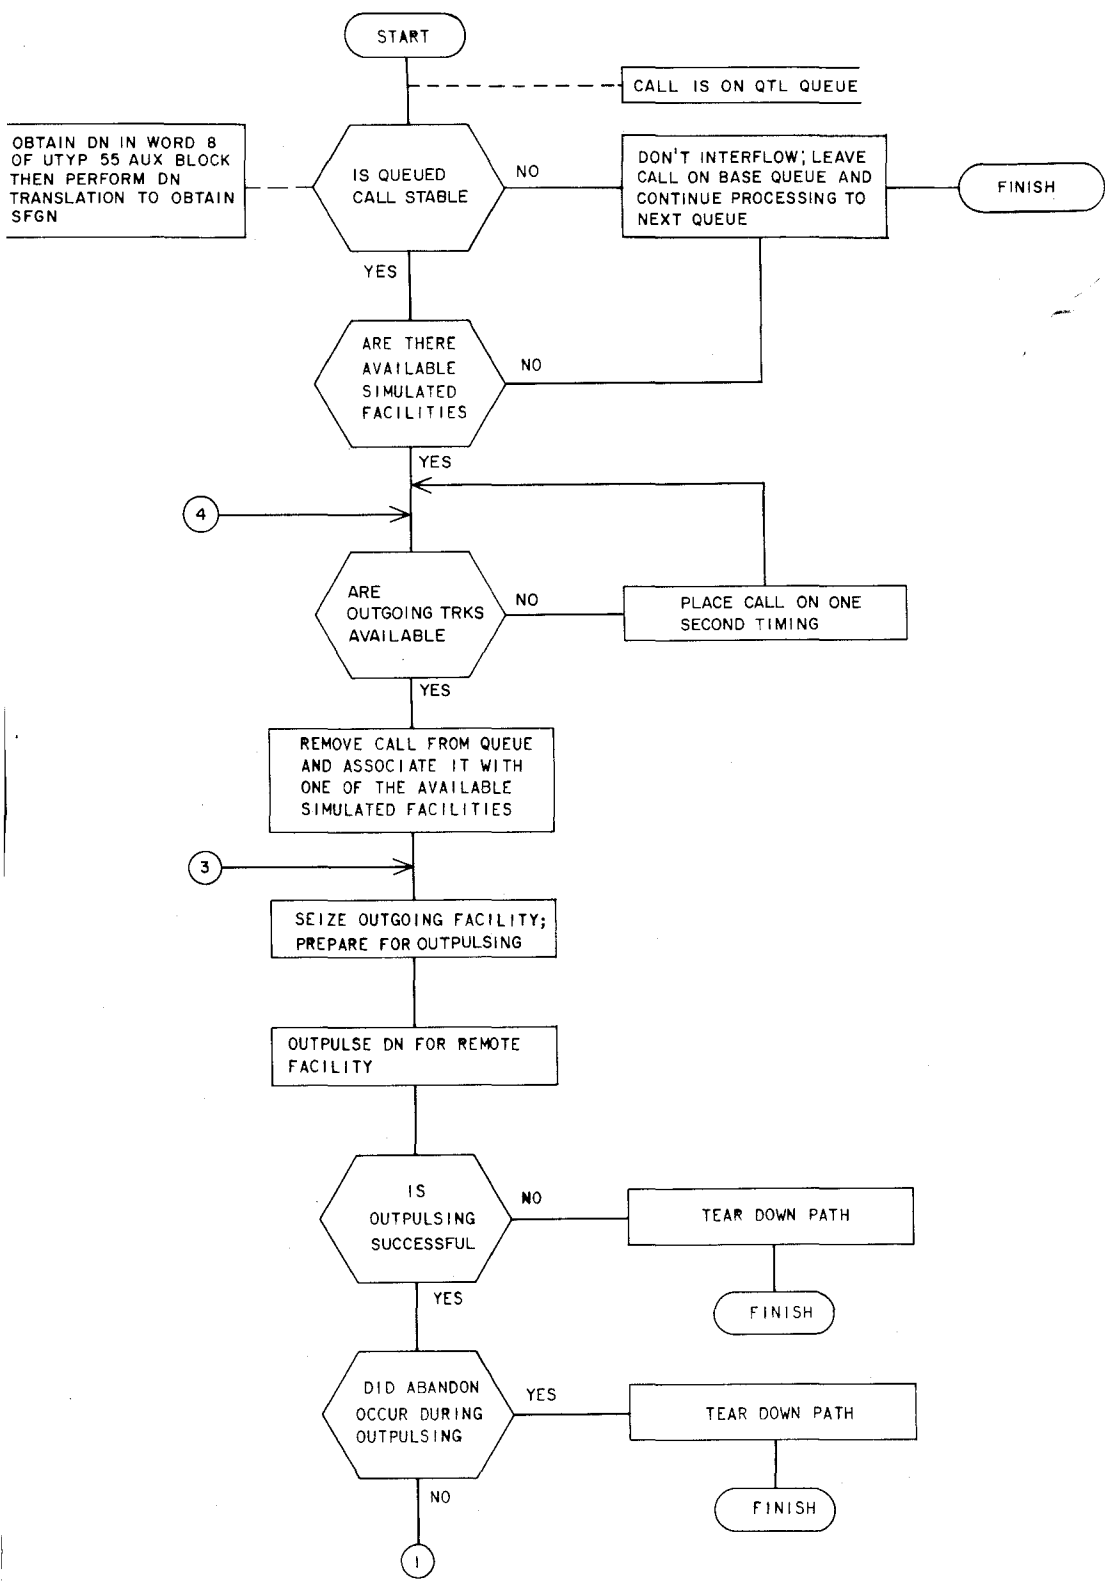 START
CALL IS ON QTL QUEUE
OBTAIN DN IN WORD 8
OF UTYP 55 AUX BLOCK
THEN PERFORM DN
TRANSLATION TO OBTAIN
SFGN
IS QUEUED
CALL STABLE
NO
DON'T INTERFLOW; LEAVE
CALL ON BASE QUEUE AND
CONTINUE PROCESSING TO
NEXT QUEUE
FINISH
YES
ARE THERE
AVAILABLE
SIMULATED
FACILITIES
NO
YES
4
ARE
OUTGOING TRKS
AVAILABLE
NO
PLACE CALL ON ONE
SECOND TIMING
YES
REMOVE CALL FROM QUEUE
AND ASSOCIATE IT WITH
ONE OF THE AVAILABLE
SIMULATED FACILITIES
3
SEIZE OUTGOING FACILITY;
PREPARE FOR OUTPULSING
OUTPULSE DN FOR REMOTE
FACILITY
IS
OUTPULSING
SUCCESSFUL
NO
TEAR DOWN PATH
YES
FINISH
DID ABANDON
OCCUR DURING
OUTPULSING
YES
TEAR DOWN PATH
NO
FINISH
1